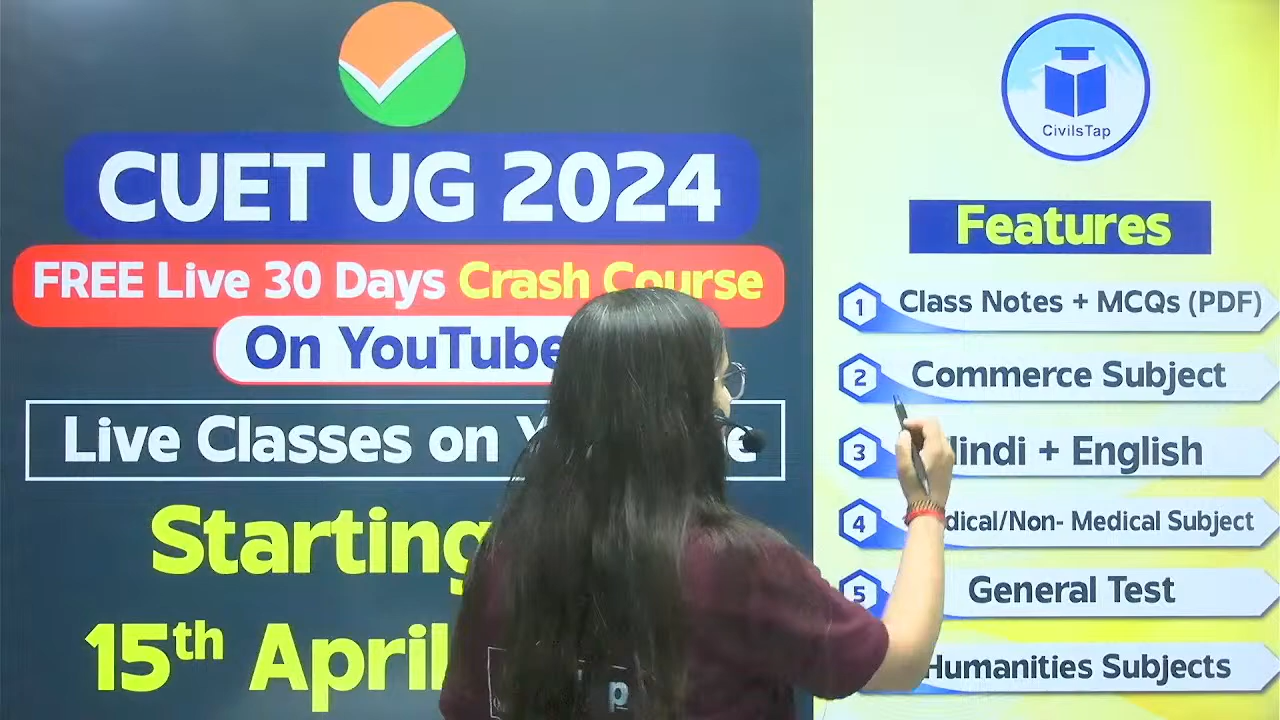 CUET UG 2024
FREE Live 30 Days Crash Course
On YouTube
Live Classes on
Starting
15th April
CivilsTap
Features
1 Class Notes + MCQs (PDF)
2 Commerce Subject
3 Hindi + English
4 Medical/Non- Medical Subject
5 General Test
Humanities Subjects